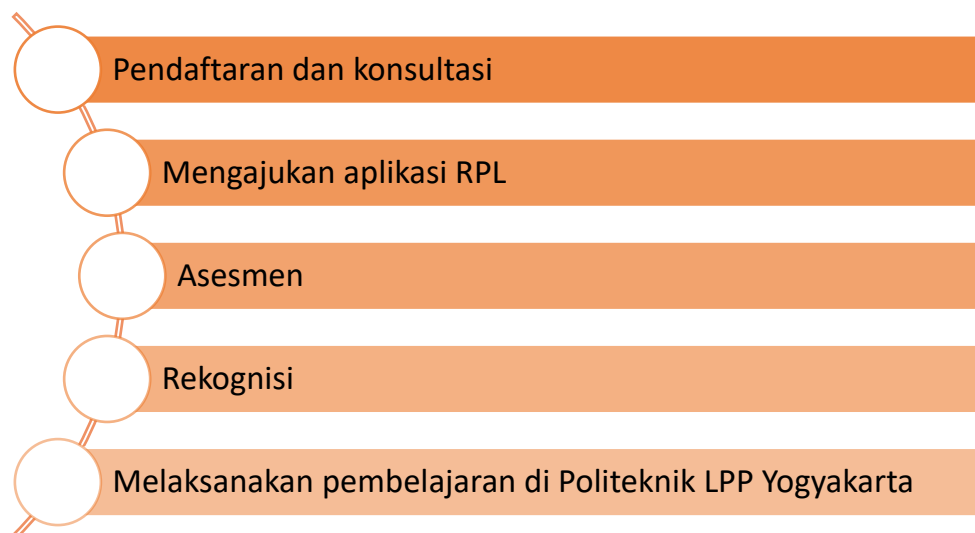 Pendaftaran dan konsultasi
Mengajukan aplikasi RPL
Asesmen
Rekognisi
Melaksanakan pembelajaran di Politeknik LPP Yogyakarta